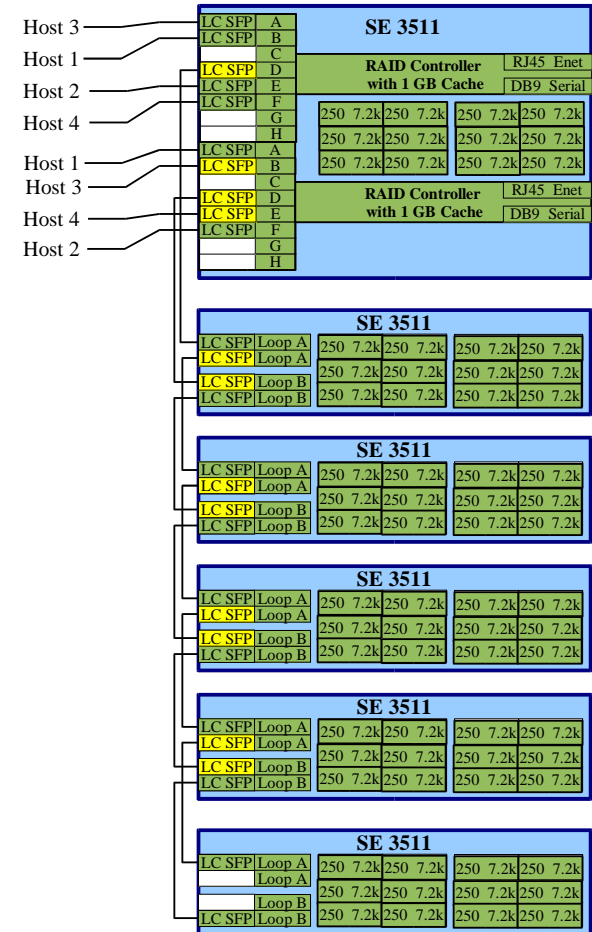 SE 3511
Host 3 LC SFP A
Host 1 LC SFP B
C
LC SFP D RAID Controller RJ45 Enet
Host 2 LC SFP E with 1 GB Cache DB9 Serial
Host 4 LC SFP F
G 250 7.2k 250 7.2k 250 7.2k 250 7.2k
H 250 7.2k 250 7.2k 250 7.2k 250 7.2k
Host 1 LC SFP A
Host 3 LC SFP B 250 7.2k 250 7.2k 250 7.2k 250 7.2k
C
LC SFP D RAID Controller RJ45 Enet
Host 4 LC SFP E with 1 GB Cache DB9 Serial
Host 2 LC SFP F
G
H
SE 3511
LC SFP Loop A 250 7.2k 250 7.2k 250 7.2k 250 7.2k
LC SFP Loop A
LC SFP Loop B 250 7.2k 250 7.2k 250 7.2k 250 7.2k
LC SFP Loop B 250 7.2k 250 7.2k 250 7.2k 250 7.2k
SE 3511
LC SFP Loop A 250 7.2k 250 7.2k 250 7.2k 250 7.2k
LC SFP Loop A
LC SFP Loop B 250 7.2k 250 7.2k 250 7.2k 250 7.2k
LC SFP Loop B 250 7.2k 250 7.2k 250 7.2k 250 7.2k
SE 3511
LC SFP Loop A 250 7.2k 250 7.2k 250 7.2k 250 7.2k
LC SFP Loop A
LC SFP Loop B 250 7.2k 250 7.2k 250 7.2k 250 7.2k
LC SFP Loop B 250 7.2k 250 7.2k 250 7.2k 250 7.2k
SE 3511
LC SFP Loop A 250 7.2k 250 7.2k 250 7.2k 250 7.2k
LC SFP Loop A
LC SFP Loop B 250 7.2k 250 7.2k 250 7.2k 250 7.2k
LC SFP Loop B 250 7.2k 250 7.2k 250 7.2k 250 7.2k
SE 3511
LC SFP Loop A 250 7.2k 250 7.2k 250 7.2k 250 7.2k
Loop A
Loop B 250 7.2k 250 7.2k 250 7.2k 250 7.2k
LC SFP Loop B 250 7.2k 250 7.2k 250 7.2k 250 7.2k